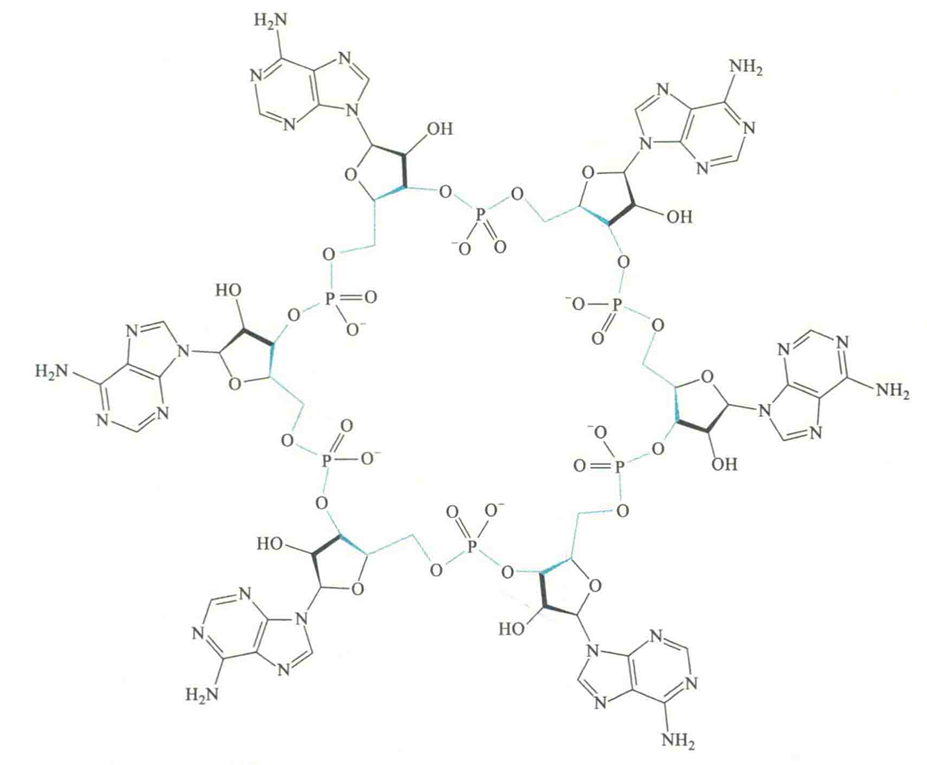 H₂N
N NH₂
N N
N
N OH N
N
O O N
O O
P OH
⁻O O
O O
HO
P=O ⁻O P
O
O⁻ O
N O
N N N
H₂N O
O NH₂
N N
N O
⁻O N
O O
P O⁻ O=P OH
O O
O O⁻
HO P
O O
O O
N
N
HO
N N
N
N
N
H₂N
N
NH₂